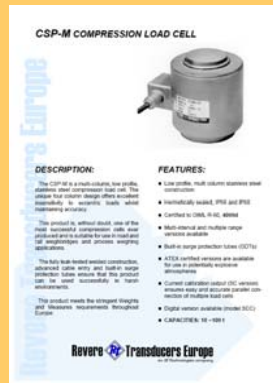 CSP-M COMPRESSION LOAD CELL
Revere Transducers Europe
DESCRIPTION:
The CSP-M is a multi-column, low profile,
stainless steel compression load cell. The
unique four column design offers excellent
insensitivity to eccentric loads whilst
maintaining accuracy.
This product is, without doubt, one of the
most successful compression cells ever
produced and is suitable for use in road and
rail weighbridges and process weighing
applications.
The fully leak-tested welded construction,
advanced cable entry and built-in surge
protection tubes ensure that this product
can be used successfully in harsh
environments.
This product meets the stringent Weights
and Measures requirements throughout
Europe.
FEATURES:
Low profile, multi column stainless steel
construction
Hermetically sealed, IP66 and IP68
Certified to OIML R-60, 4000d
Multi-interval and multiple range
versions available
Built-in surge protection tubes (GDTs)
ATEX certified versions are available
for use in potentially explosive
atmospheres
Current calibration output (SC version)
ensures easy and accurate parallel con-
nection of multiple load cells
Digital version available (model SCC)
CAPACITIES: 10 - 100 t
Revere Transducers Europe